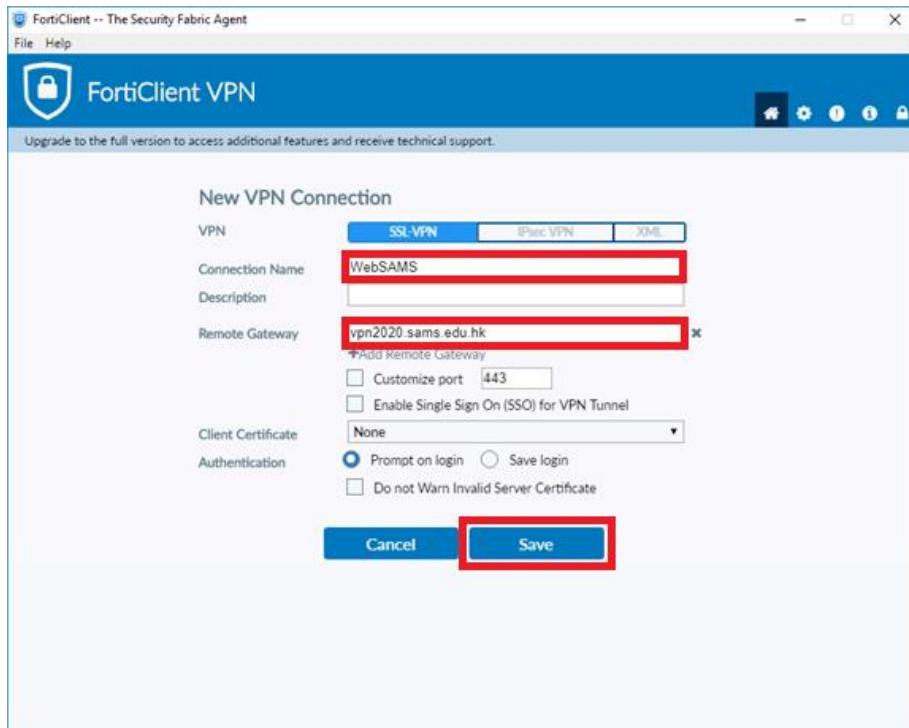 FortiClient -- The Security Fabric Agent
File Help
FortiClient VPN
Upgrade to the full version to access additional features and receive technical support.
New VPN Connection
VPN SSL-VPN IPsec VPN XML
Connection Name WebSAMS
Description
Remote Gateway vpn2020.sams.edu.hk
+Add Remote Gateway
Customize port 443
Enable Single Sign On (SSO) for VPN Tunnel
Client Certificate None
Authentication Prompt on login Save login
Do not Warn Invalid Server Certificate
Cancel Save